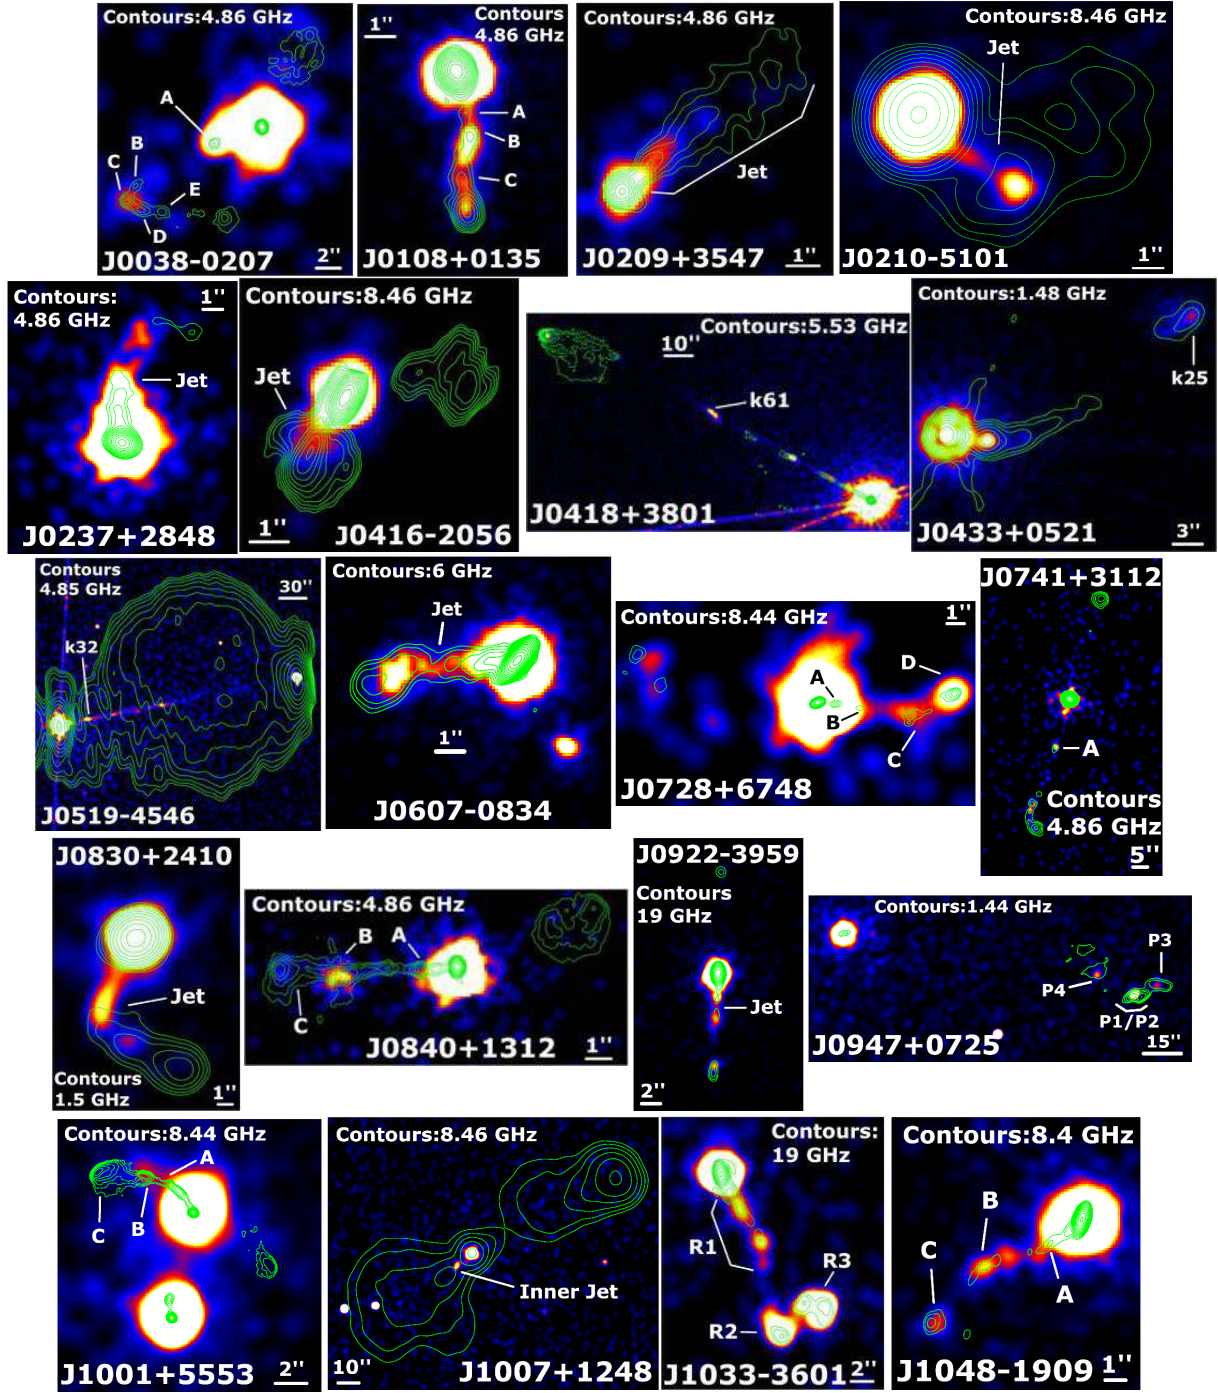 Contours:4.86 GHz
A
B
C
E
D
J0038-0207
2"
1"
Contours
4.86 GHz
A
B
C
J0108+0135
Contours:4.86 GHz
Jet
J0209+3547
1"
Contours:8.46 GHz
Jet
J0210-5101
1"
Contours:
4.86 GHz
1"
Jet
J0237+2848
Contours:8.46 GHz
Jet
1"
J0416-2056
Contours:5.53 GHz
10"
k61
J0418+3801
Contours:1.48 GHz
k25
J0433+0521
3"
Contours
4.85 GHz
30"
k32
J0519-4546
Contours:6 GHz
Jet
1"
J0607-0834
Contours:8.44 GHz
1"
A
D
B
C
J0728+6748
J0741+3112
A
Contours
4.86 GHz
5"
J0830+2410
Jet
Contours
1.5 GHz
1"
Contours:4.86 GHz
B
A
C
J0840+1312
1"
J0922-3959
Contours
19 GHz
Jet
2"
Contours:1.44 GHz
P3
P4
P1/P2
J0947+0725
15"
Contours:8.44 GHz
A
C
B
J1001+5553
2"
Contours:8.46 GHz
Inner Jet
10"
J1007+1248
Contours:
19 GHz
R1
R3
R2
J1033-3601
2"
Contours:8.4 GHz
B
C
A
J1048-1909
1"